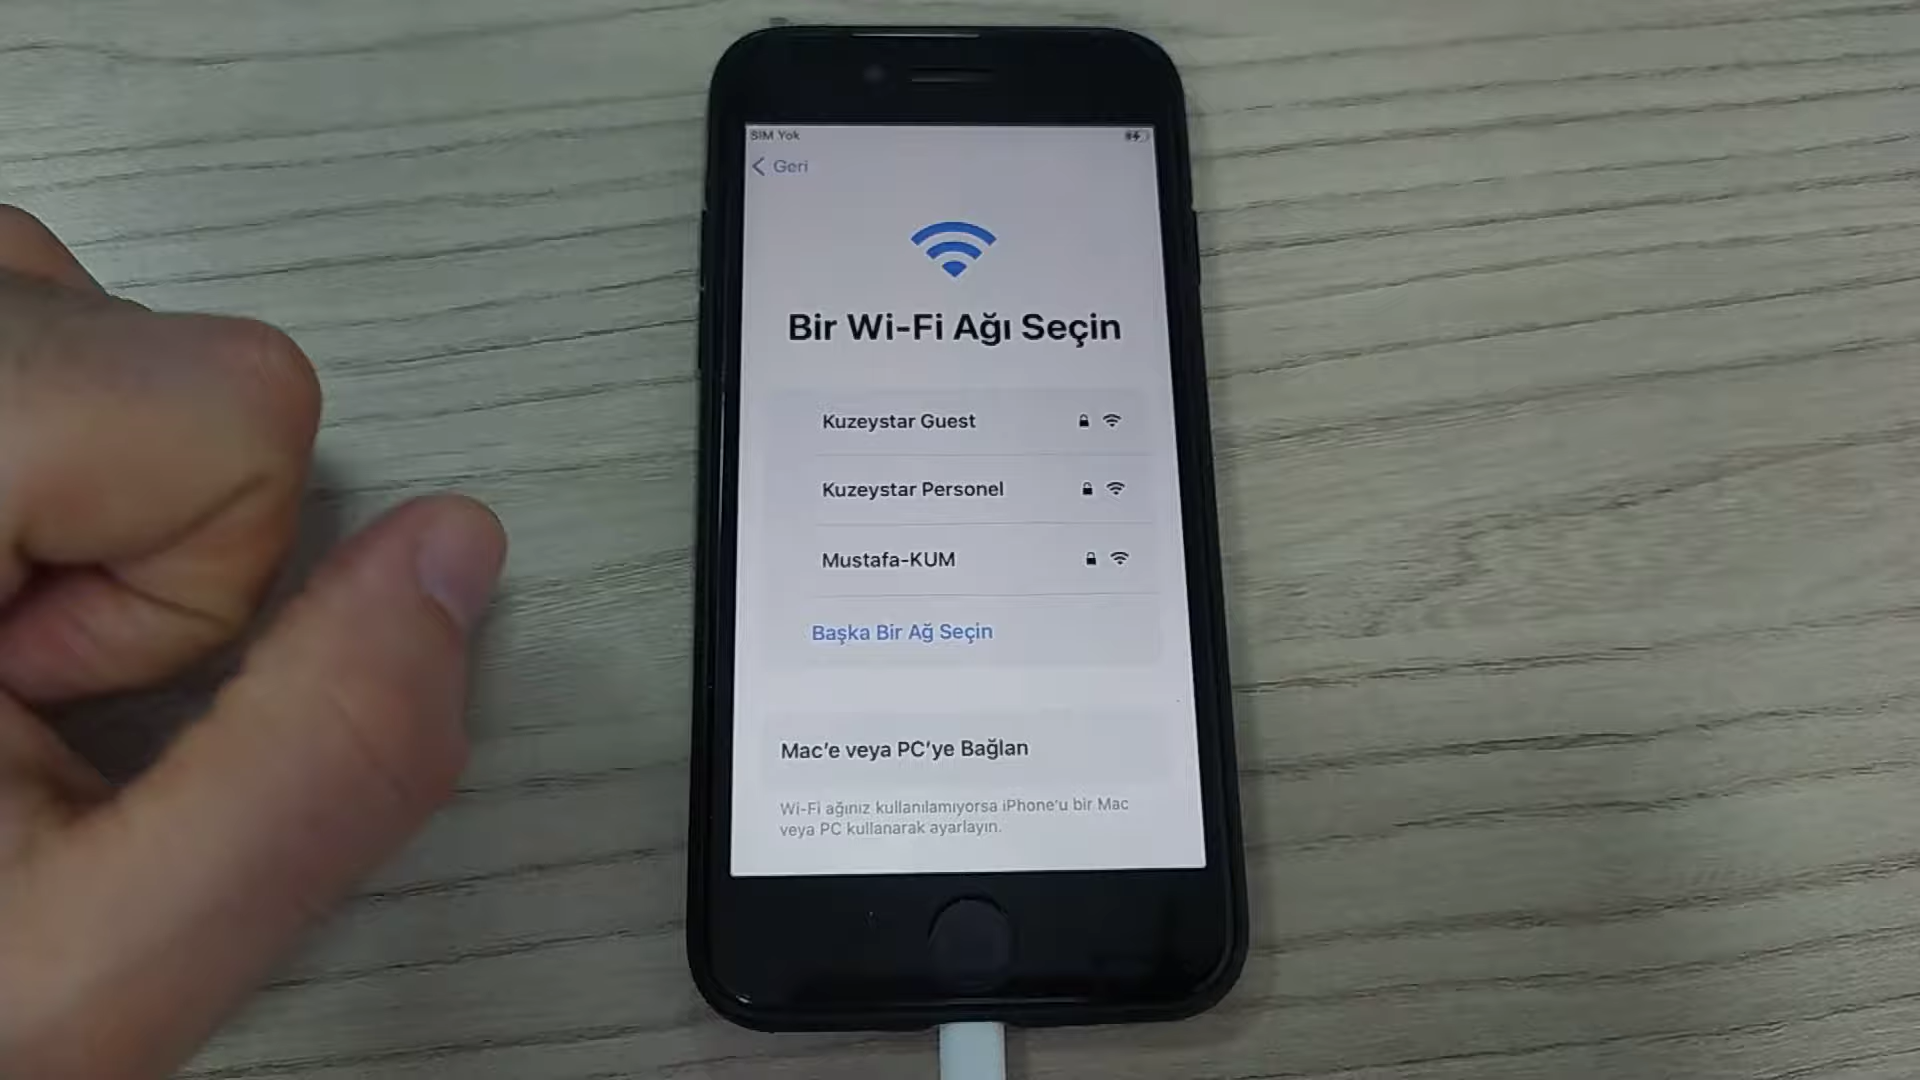 SIM Yok
Geri
Bir Wi-Fi Ağı Seçin
Kuzeystar Guest
Kuzeystar Personel
Mustafa-KUM
Başka Bir Ağ Seçin
Mac'e veya PC'ye Bağlan
Wi-Fi ağınız kullanılamıyorsa iPhone'u bir Mac
veya PC kullanarak ayarlayın.